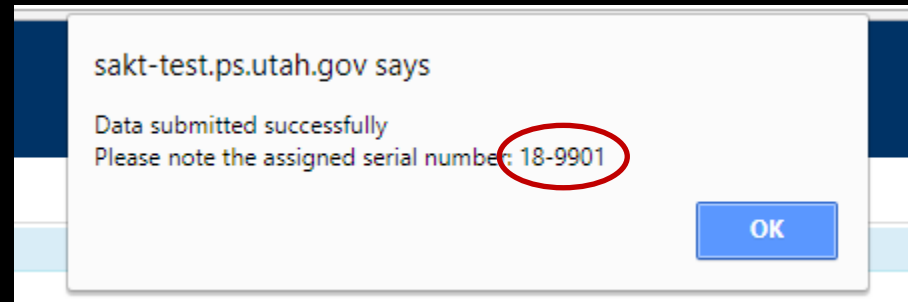 sakt-test.ps.utah.gov says
Data submitted successfully
Please note the assigned serial number: 18-9901
OK